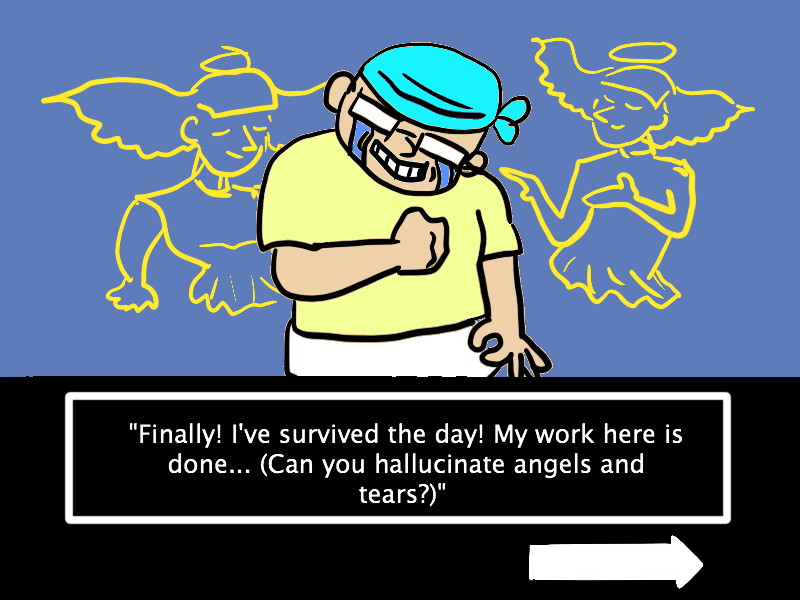 "Finally! I've survived the day! My work here is
done... (Can you hallucinate angels and
tears?)"